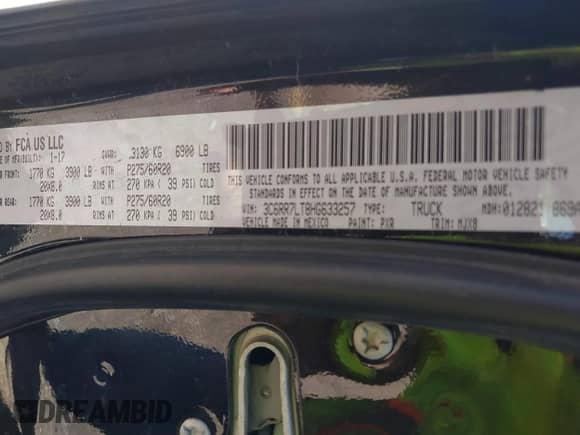 D BY FCA US LLC
1-17
GVWR: 3130 KG 6900 LB
FRONT: 1770 KG 3900 LB WITH P275/60R20 TIRES
20X8.0 RIMS AT 270 KPA ( 39 PSI) COLD
REAR: 1770 KG 3900 LB WITH P275/60R20 TIRES
20X8.0 RIMS AT 270 KPA ( 39 PSI) COLD
THIS VEHICLE CONFORMS TO ALL APPLICABLE U.S.A. FEDERAL MOTOR VEHICLE SAFETY
STANDARDS IN EFFECT ON THE DATE OF MANUFACTURE SHOWN ABOVE.
VIN: 3C6RR7LT8HG633257 TYPE: TRUCK MDH: 012821
VEHICLE MADE IN MEXICO PAINT: PXR TRIM: MJX8
DREAMBID